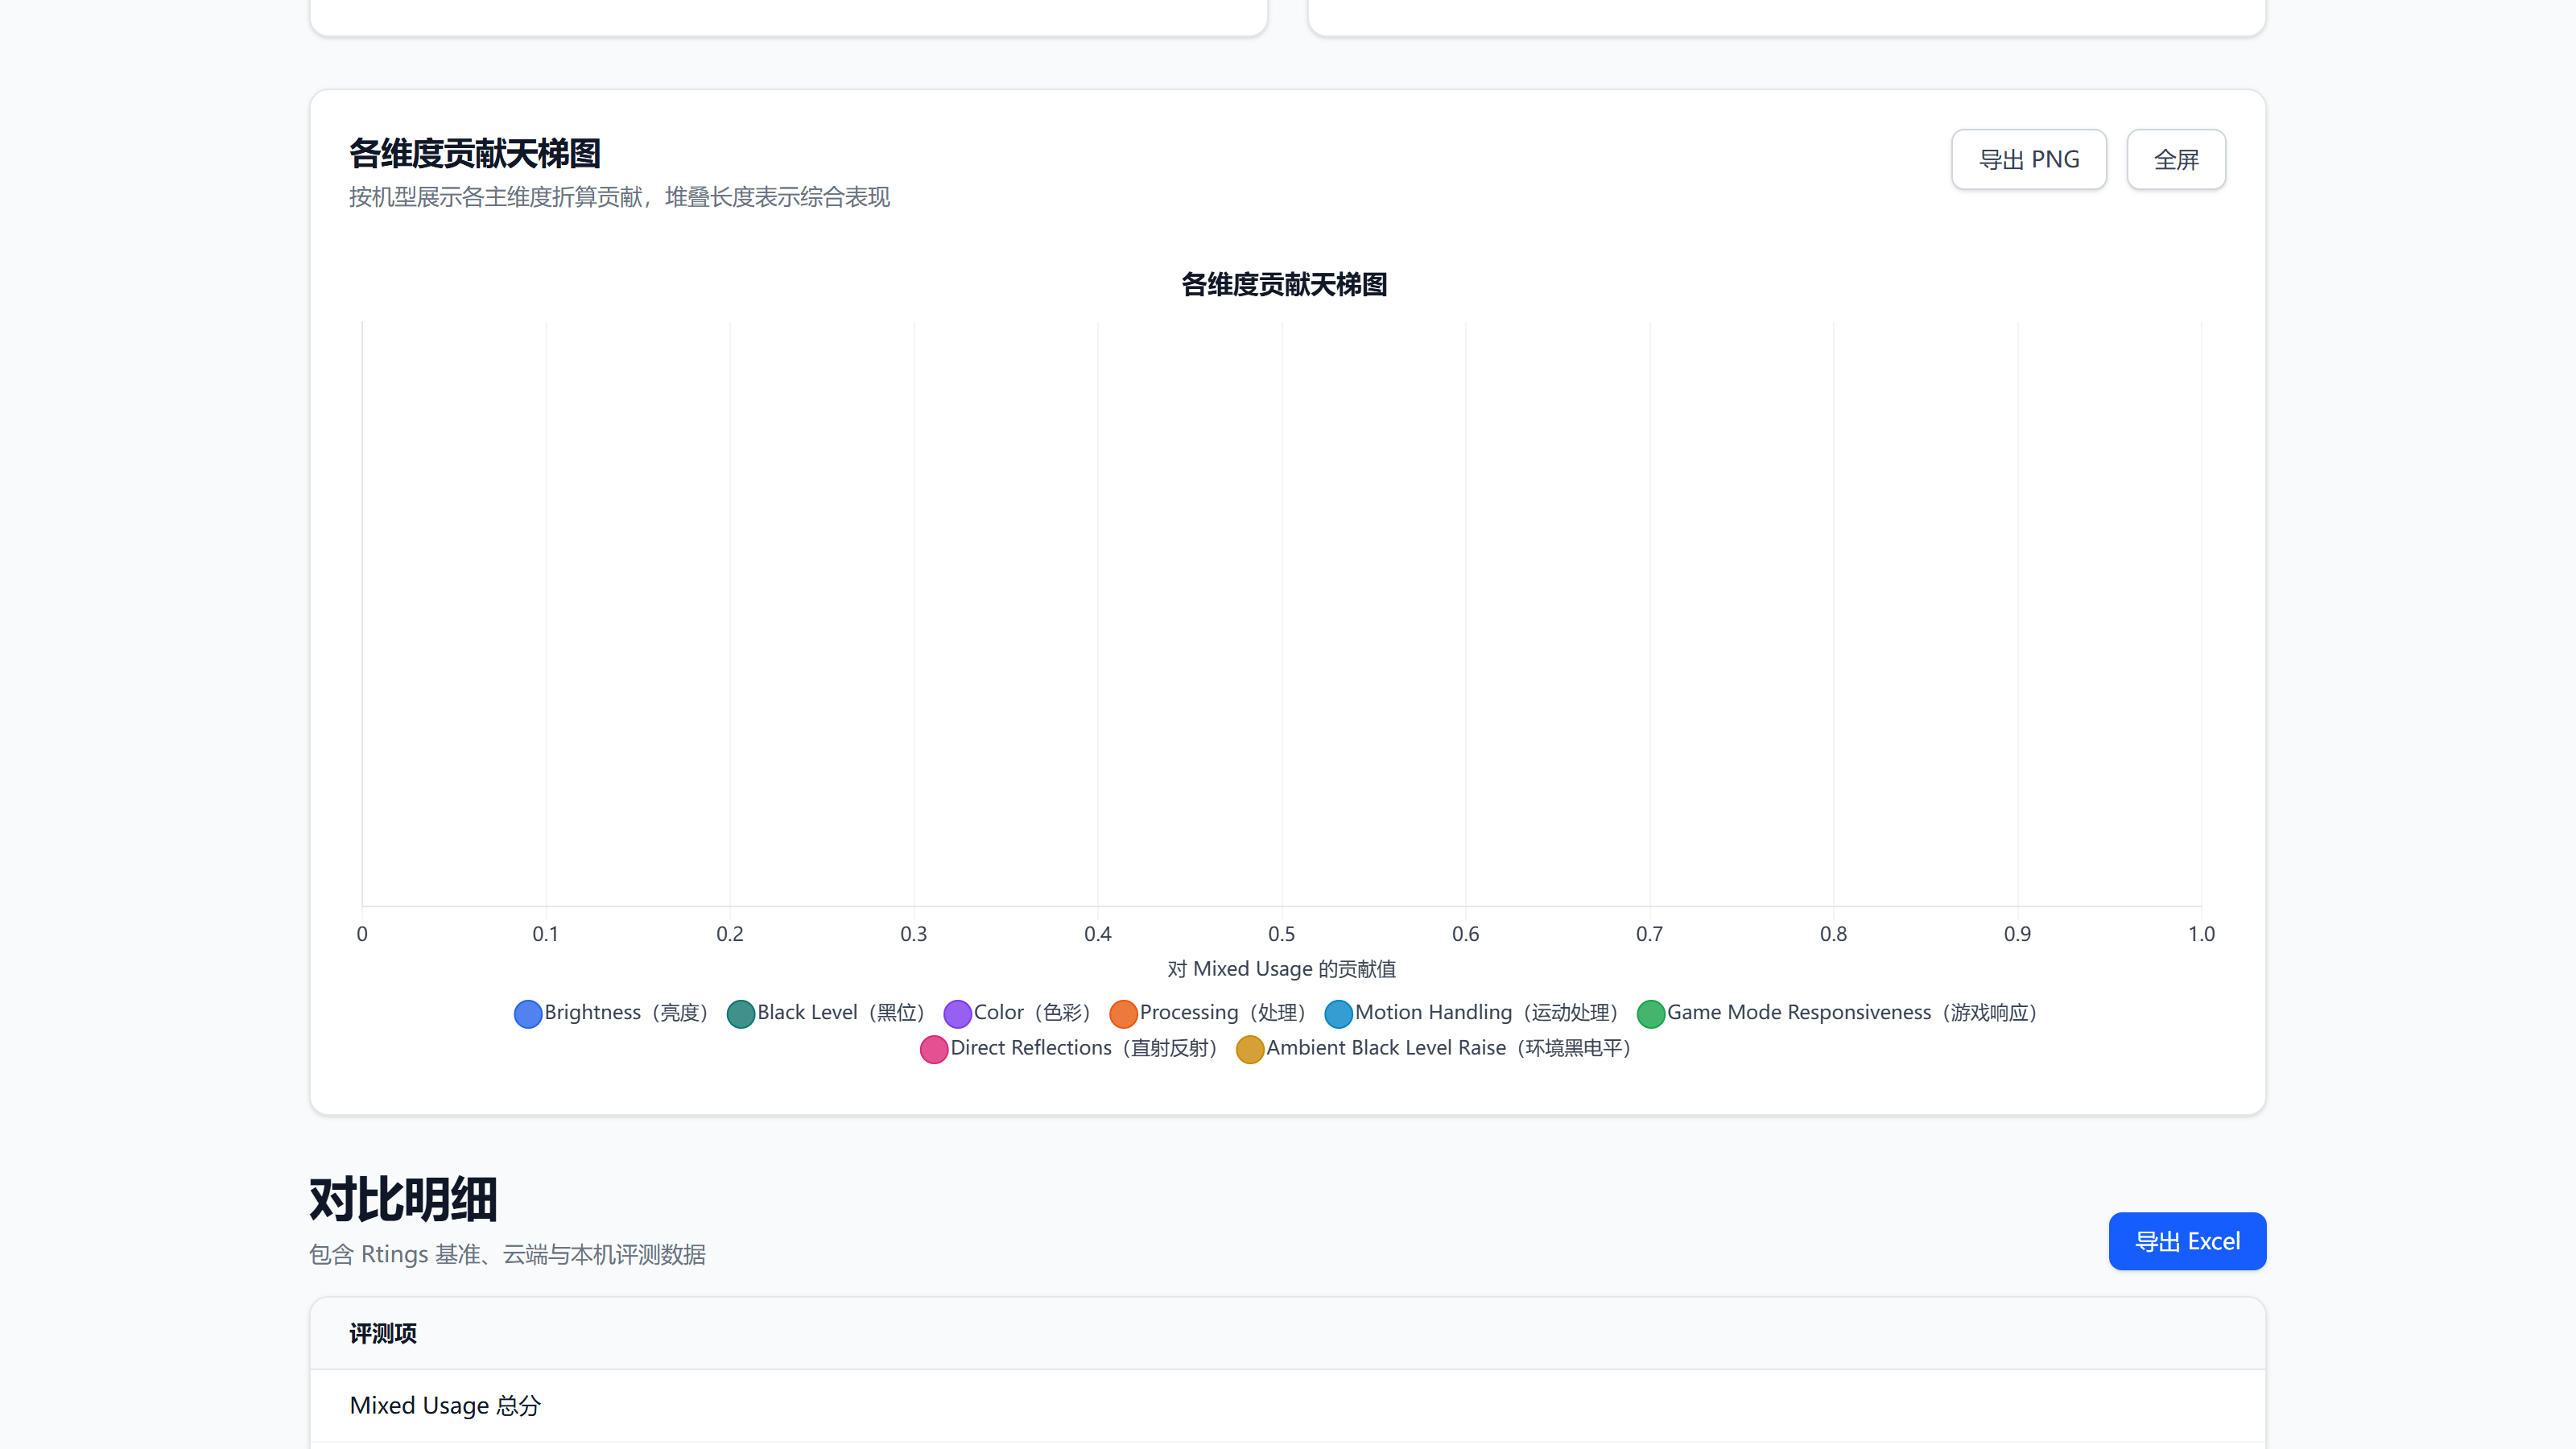 各维度贡献天梯图
按机型展示各主维度折算贡献，堆叠长度表示综合表现
导出 PNG
全屏
各维度贡献天梯图
0 0.1 0.2 0.3 0.4 0.5 0.6 0.7 0.8 0.9 1.0
对 Mixed Usage 的贡献值
Brightness（亮度） Black Level（黑位） Color（色彩） Processing（处理） Motion Handling（运动处理） Game Mode Responsiveness（游戏响应）
Direct Reflections（直射反射） Ambient Black Level Raise（环境黑电平）
对比明细
包含 Rtings 基准、云端与本机评测数据
导出 Excel
评测项
Mixed Usage 总分